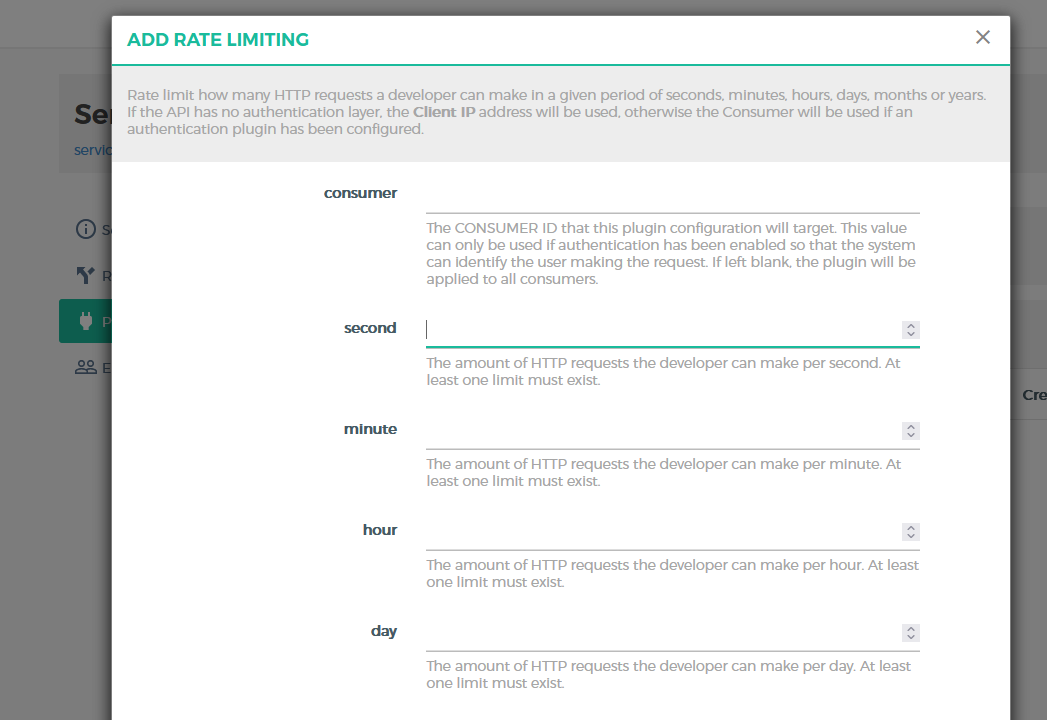 ADD RATE LIMITING
Rate limit how many HTTP requests a developer can make in a given period of seconds, minutes, hours, days, months or years.
If the API has no authentication layer, the Client IP address will be used, otherwise the Consumer will be used if an
authentication plugin has been configured.
Se
servic
consumer
The CONSUMER ID that this plugin configuration will target. This value
can only be used if authentication has been enabled so that the system
can identify the user making the request. If left blank, the plugin will be
applied to all consumers.
S
R
P
E
second
The amount of HTTP requests the developer can make per second. At
least one limit must exist.
Cre
minute
The amount of HTTP requests the developer can make per minute. At
least one limit must exist.
hour
The amount of HTTP requests the developer can make per hour. At least
one limit must exist.
day
The amount of HTTP requests the developer can make per day. At least
one limit must exist.